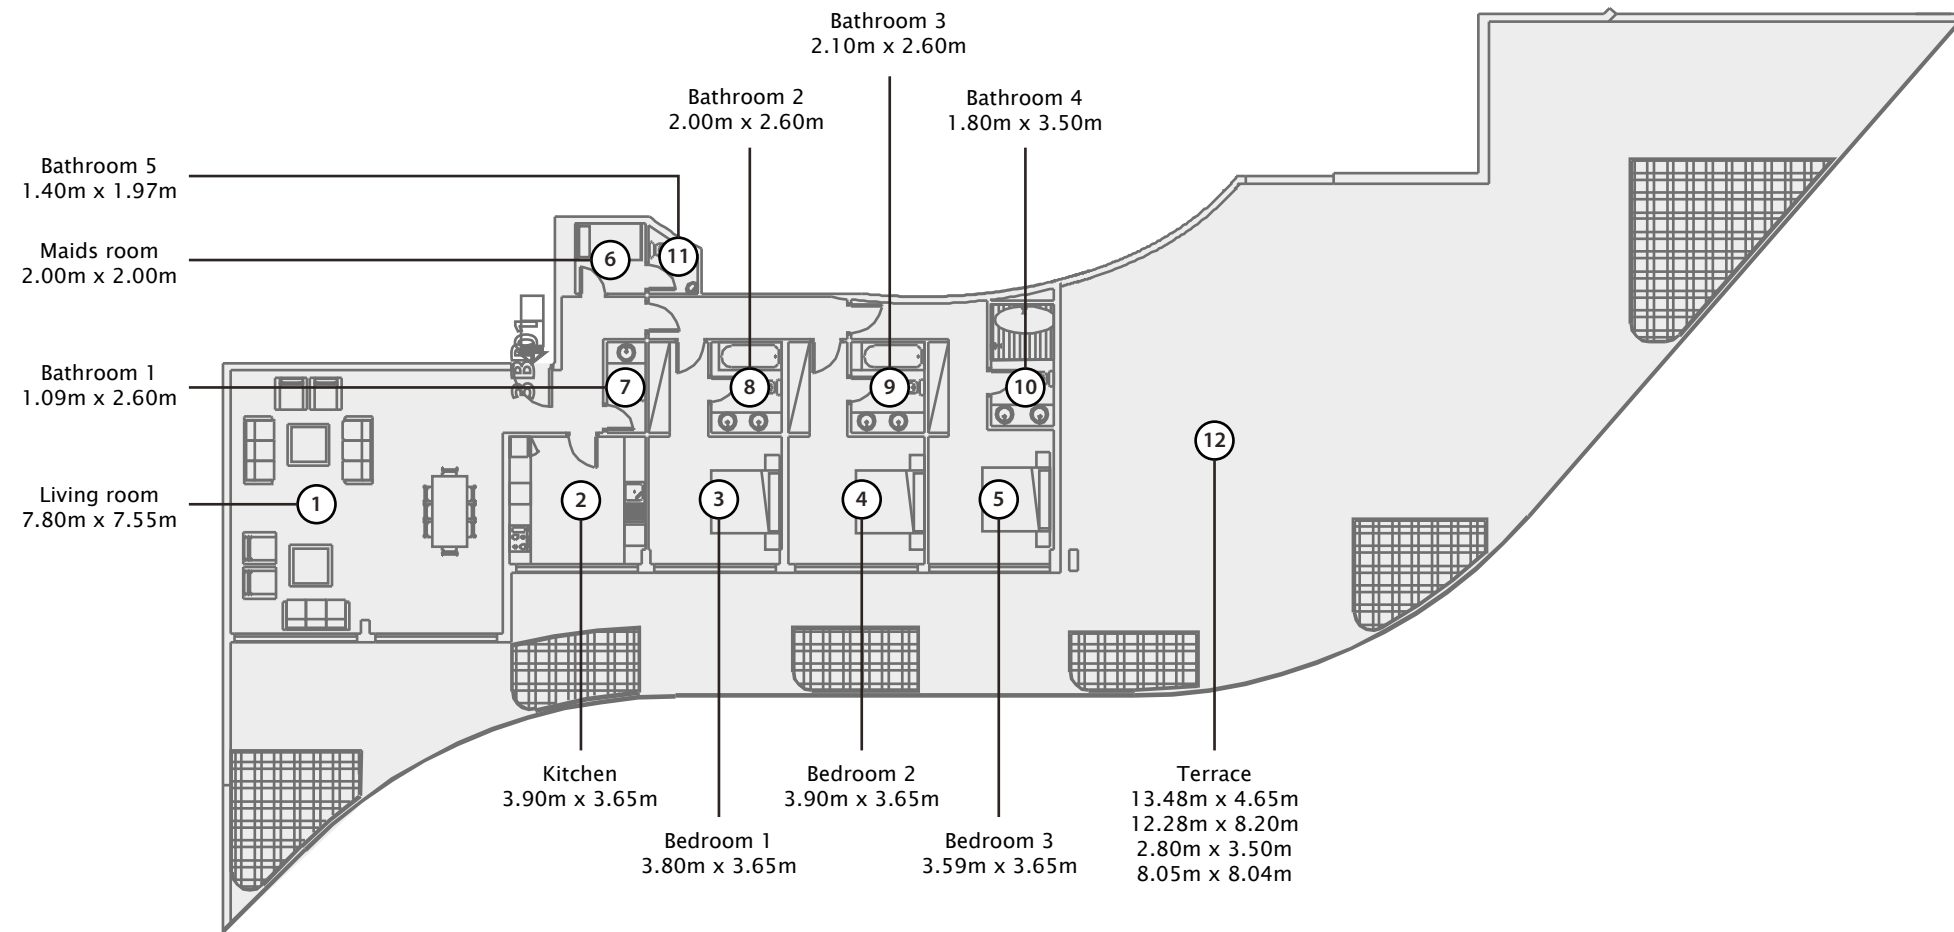 Bathroom 3
2.10m x 2.60m
Bathroom 2
2.00m x 2.60m
Bathroom 4
1.80m x 3.50m
Bathroom 5
1.40m x 1.97m
Maids room
2.00m x 2.00m
Bathroom 1
1.09m x 2.60m
Living room
7.80m x 7.55m
6
11
7
8
9
10
12
1
2
3
4
5
Kitchen
3.90m x 3.65m
Bedroom 2
3.90m x 3.65m
Terrace
13.48m x 4.65m
12.28m x 8.20m
2.80m x 3.50m
8.05m x 8.04m
Bedroom 1
3.80m x 3.65m
Bedroom 3
3.59m x 3.65m